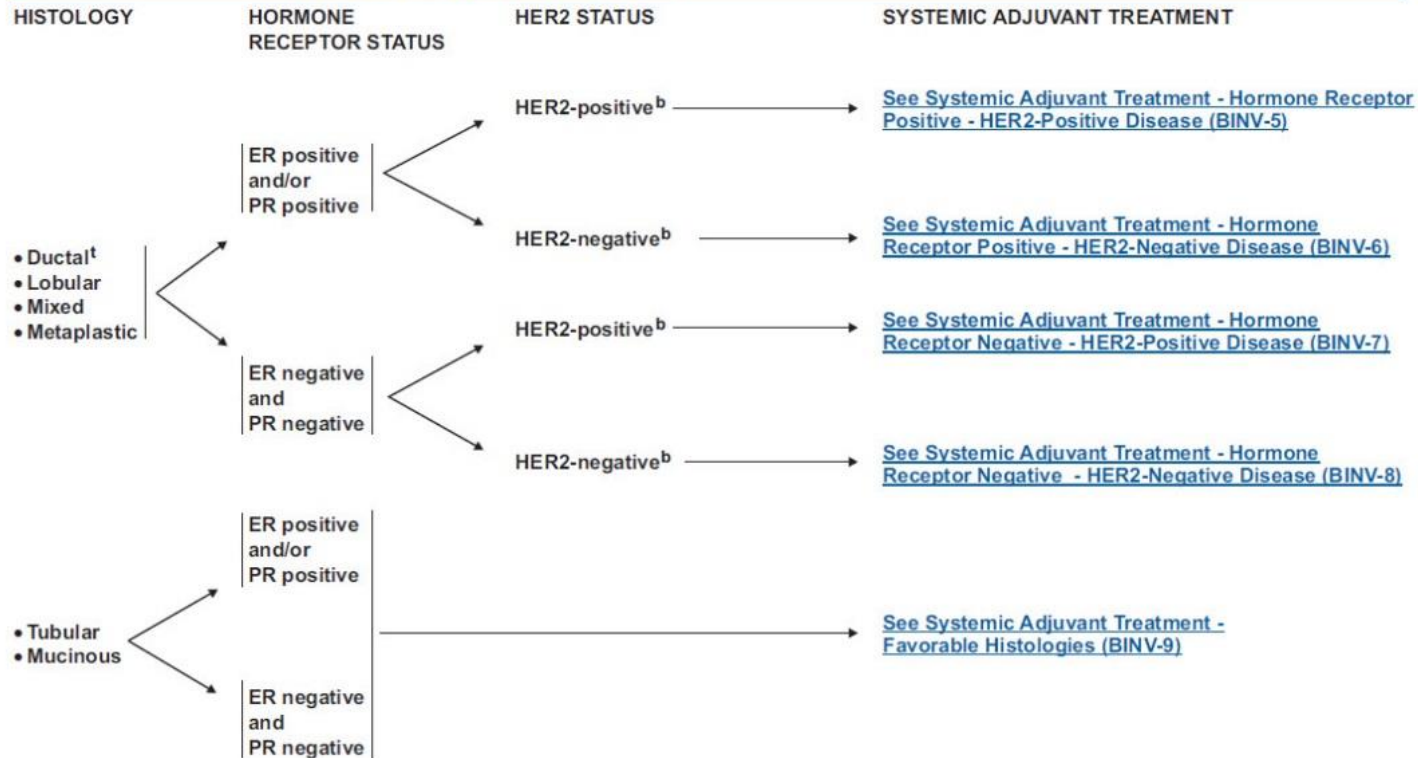 HISTOLOGY
HORMONE
RECEPTOR STATUS
HER2 STATUS
SYSTEMIC ADJUVANT TREATMENT
• Ductalᵗ
• Lobular
• Mixed
• Metaplastic
ER positive
and/or
PR positive
HER2-positiveᵇ
See Systemic Adjuvant Treatment - Hormone Receptor
Positive - HER2-Positive Disease (BINV-5)
HER2-negativeᵇ
See Systemic Adjuvant Treatment - Hormone
Receptor Positive - HER2-Negative Disease (BINV-6)
ER negative
and
PR negative
HER2-positiveᵇ
See Systemic Adjuvant Treatment - Hormone
Receptor Negative - HER2-Positive Disease (BINV-7)
HER2-negativeᵇ
See Systemic Adjuvant Treatment - Hormone
Receptor Negative - HER2-Negative Disease (BINV-8)
• Tubular
• Mucinous
ER positive
and/or
PR positive
ER negative
and
PR negative
See Systemic Adjuvant Treatment -
Favorable Histologies (BINV-9)